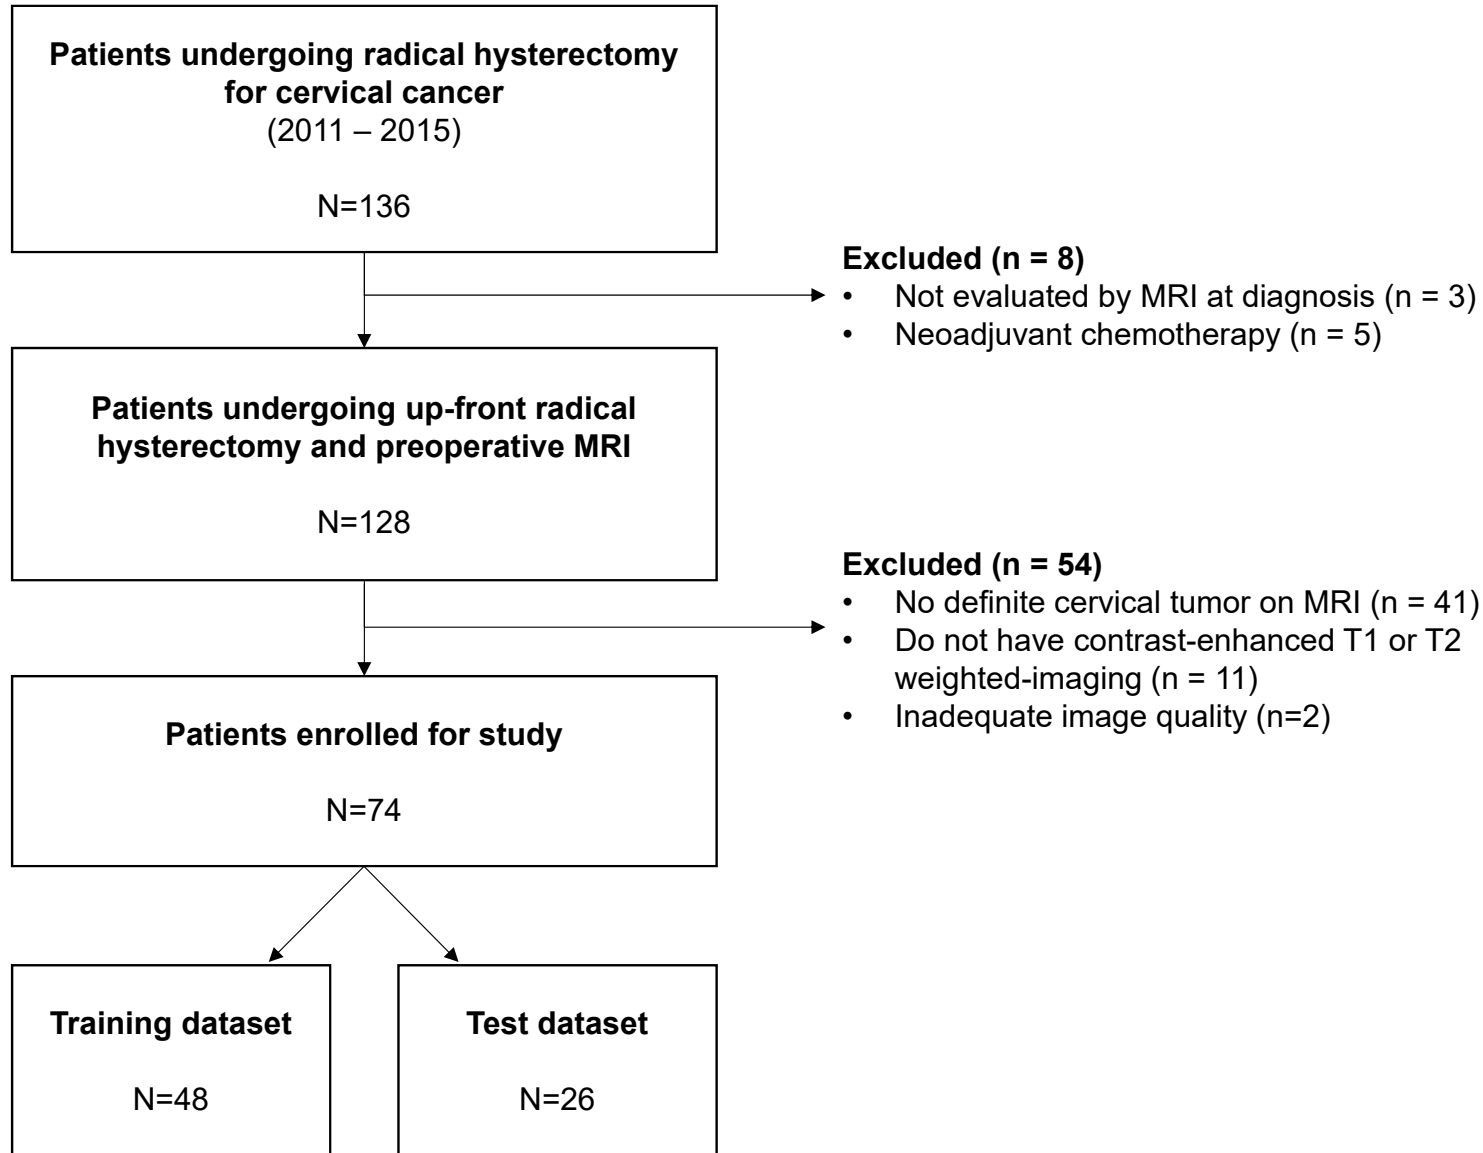 Patients undergoing radical hysterectomy
for cervical cancer
(2011 – 2015)
N=136
Excluded (n = 8)
• Not evaluated by MRI at diagnosis (n = 3)
• Neoadjuvant chemotherapy (n = 5)
Patients undergoing up-front radical
hysterectomy and preoperative MRI
N=128
Excluded (n = 54)
• No definite cervical tumor on MRI (n = 41)
• Do not have contrast-enhanced T1 or T2
weighted-imaging (n = 11)
• Inadequate image quality (n=2)
Patients enrolled for study
N=74
Training dataset
N=48
Test dataset
N=26